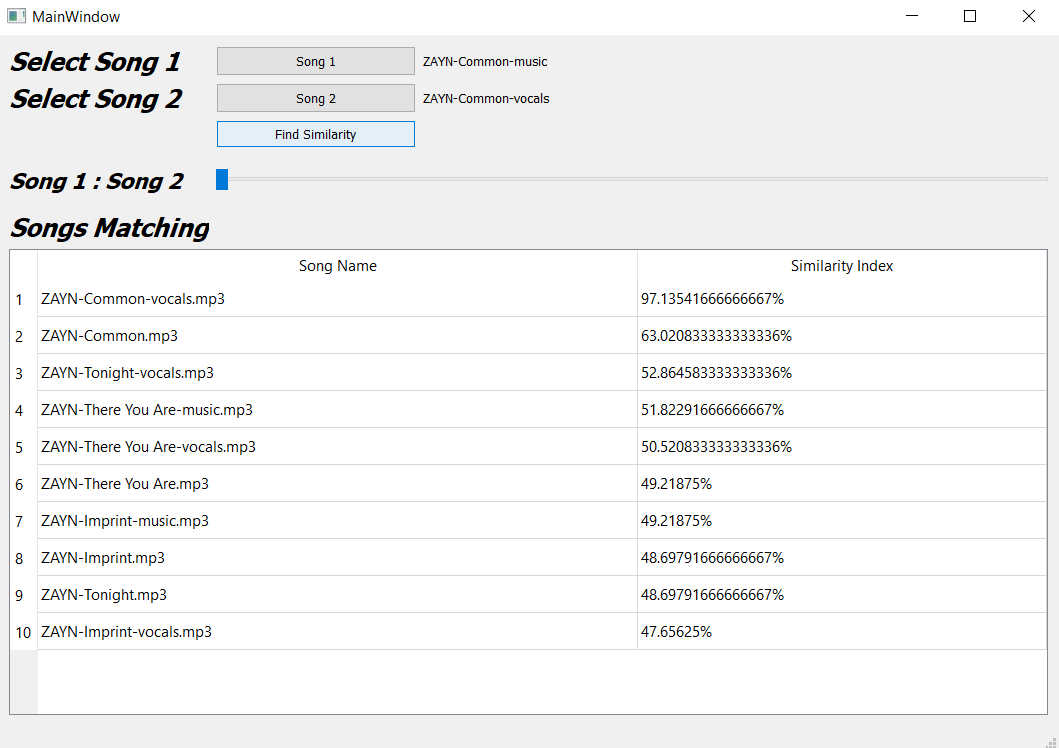 MainWindow
Select Song 1 Song 1 ZAYN-Common-music
Select Song 2 Song 2 ZAYN-Common-vocals
Find Similarity
Song 1 : Song 2
Songs Matching
Song Name Similarity Index
1 ZAYN-Common-vocals.mp3 97.13541666666667%
2 ZAYN-Common.mp3 63.020833333333336%
3 ZAYN-Tonight-vocals.mp3 52.864583333333336%
4 ZAYN-There You Are-music.mp3 51.82291666666667%
5 ZAYN-There You Are-vocals.mp3 50.520833333333336%
6 ZAYN-There You Are.mp3 49.21875%
7 ZAYN-Imprint-music.mp3 49.21875%
8 ZAYN-Imprint.mp3 48.69791666666667%
9 ZAYN-Tonight.mp3 48.69791666666667%
10 ZAYN-Imprint-vocals.mp3 47.65625%